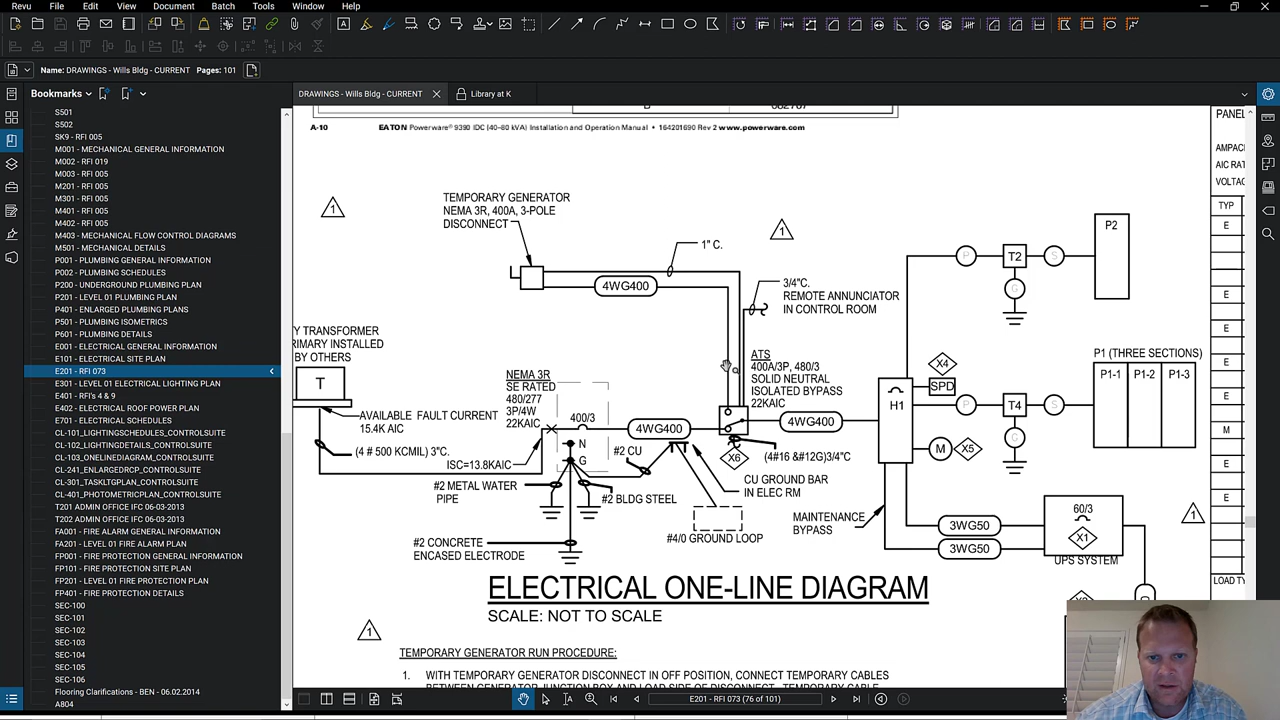 Revu File Edit View Document Batch Tools Window Help
Name: DRAWINGS - Wills Bldg - CURRENT Pages: 101
Bookmarks
DRAWINGS - Wills Bldg - CURRENT
Library at K
S501
S502
SK9 - RFI 005
M001 - MECHANICAL GENERAL INFORMATION
M002 - RFI 019
M003 - RFI 005
M201 - RFI 05
M301 - RFI 05
M401 - RFI 05
M402 - RFI 05
M403 - MECHANICAL FLOW CONTROL DIAGRAMS
M501 - MECHANICAL DETAILS
P001 - PLUMBING GENERAL INFORMATION
P002 - PLUMBING SCHEDULES
P200 - UNDERGROUND PLUMBING PLAN
P201 - LEVEL 01 PLUMBING PLAN
P401 - ENLARGED PLUMBING PLANS
P501 - PLUMBING ISOMETRICS
P601 - PLUMBING DETAILS
E001 - ELECTRICAL GENERAL INFORMATION
E101 - ELECTRICAL SITE PLAN
E201 - RFI 073
E301 - LEVEL 01 ELECTRICAL LIGHTING PLAN
E401 - RFI's 4 & 9
E402 - ELECTRICAL ROOF POWER PLAN
E701 - ELECTRICAL SCHEDULES
CL-101_LIGHTINGSCHEDULES_CONTROLSUITE
CL-102_LIGHTINGDETAILS_CONTROLSUITE
CL-103_ONELINEDIAGRAM_CONTROLSUITE
CL-241_ENLARGEDRCP_CONTROLSUITE
CL-301_TASKLTGPLAN_CONTROLSUITE
CL-401_PHOTOMETRICPLAN_CONTROLSUITE
T201 ADMIN OFFICE IFC 06-03-2013
T202 ADMIN OFFICE IFC 06-03-2013
FA001 - FIRE ALARM GENERAL INFORMATION
FA201 - LEVEL 01 FIRE ALARM PLAN
FP001 - FIRE PROTECTION GENERAL INFORMATION
FP101 - FIRE PROTECTION SITE PLAN
FP201 - LEVEL 01 FIRE PROTECTION PLAN
FP401 - FIRE PROTECTION DETAILS
SEC-100
SEC-101
SEC-102
SEC-103
SEC-104
SEC-105
SEC-106
Flooring Clarifications - BEN - 06.02.2014
A804
A-10 EATON Powerware® 9390 IDC (40–80 kVA) Installation and Operation Manual • 164201690 Rev 2 www.powerware.com
1
TEMPORARY GENERATOR
NEMA 3R, 400A, 3-POLE
DISCONNECT
1" C.
1
4WG400
3/4"C.
REMOTE ANNUNCIATOR
IN CONTROL ROOM
P
T2
S
G
P2
Y TRANSFORMER
RIMARY INSTALLED
BY OTHERS
T
AVAILABLE FAULT CURRENT
15.4K AIC
(4 # 500 KCMIL) 3"C.
NEMA 3R
SE RATED
480/277
3P/4W
22KAIC
400/3
N
G
ISC=13.8KAIC
4WG400
ATS
400A/3P, 480/3
SOLID NEUTRAL
ISOLATED BYPASS
22KAIC
4WG400
X6
(4#16 &#12G)3/4"C
H1
X4
SPD
P
T4
S
G
M
X5
P1 (THREE SECTIONS)
P1-1 P1-2 P1-3
#2 METAL WATER
PIPE
#2 CU
#2 BLDG STEEL
CU GROUND BAR
IN ELEC RM
#4/0 GROUND LOOP
#2 CONCRETE
ENCASED ELECTRODE
MAINTENANCE
BYPASS
3WG50
3WG50
60/3
X1
UPS SYSTEM
1
ELECTRICAL ONE-LINE DIAGRAM
SCALE: NOT TO SCALE
1
TEMPORARY GENERATOR RUN PROCEDURE:
1. WITH TEMPORARY GENERATOR DISCONNECT IN OFF POSITION, CONNECT TEMPORARY CABLES
PANEL
AMPAC
AIC RAT
VOLTAG
TYP
E
E
E
E
M
E
E
LOAD TY
E201 - RFI 073 (76 of 101)